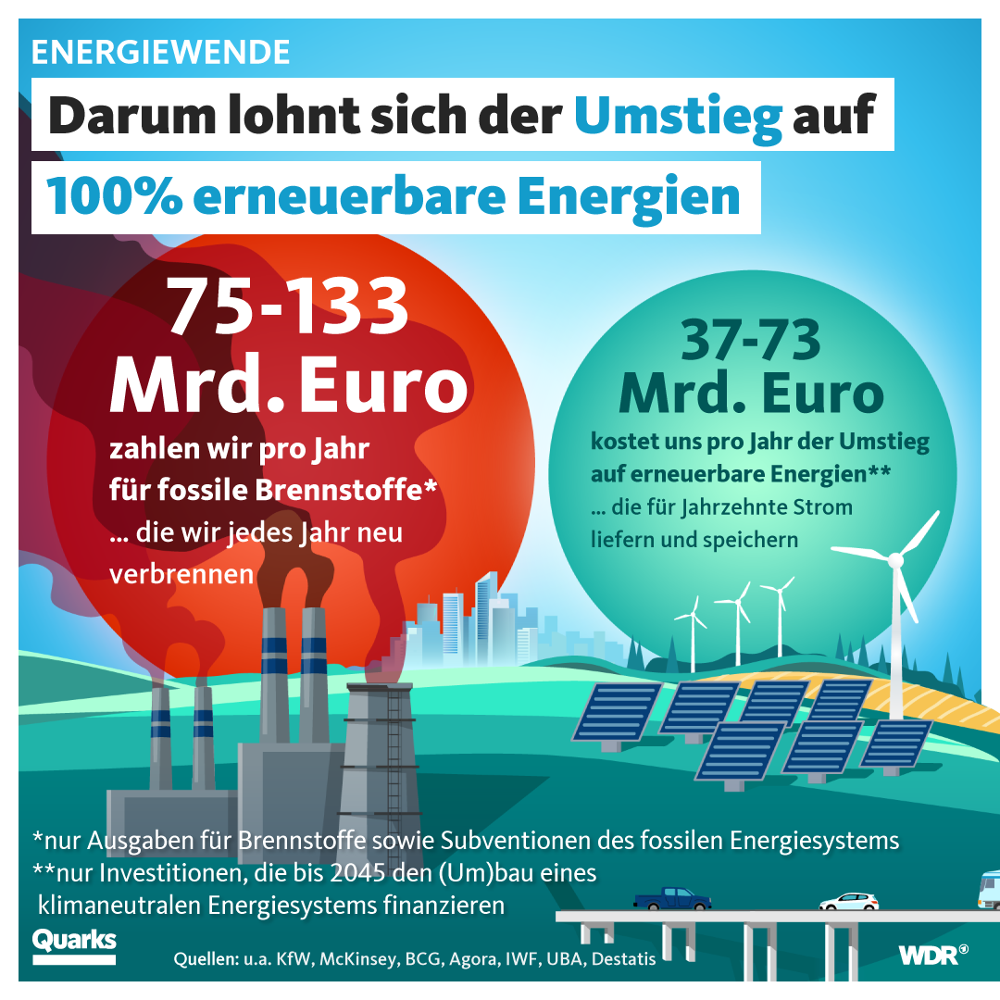 ENERGIEWENDE
Darum lohnt sich der Umstieg auf
100% erneuerbare Energien
75-133
Mrd. Euro
zahlen wir pro Jahr
für fossile Brennstoffe*
... die wir jedes Jahr neu
verbrennen
37-73
Mrd. Euro
kostet uns pro Jahr der Umstieg
auf erneuerbare Energien**
... die für Jahrzehnte Strom
liefern und speichern
*nur Ausgaben für Brennstoffe sowie Subventionen des fossilen Energiesystems
**nur Investitionen, die bis 2045 den (Um)bau eines
klimaneutralen Energiesystems finanzieren
Quarks
Quellen: u.a. KfW, McKinsey, BCG, Agora, IWF, UBA, Destatis
WDR